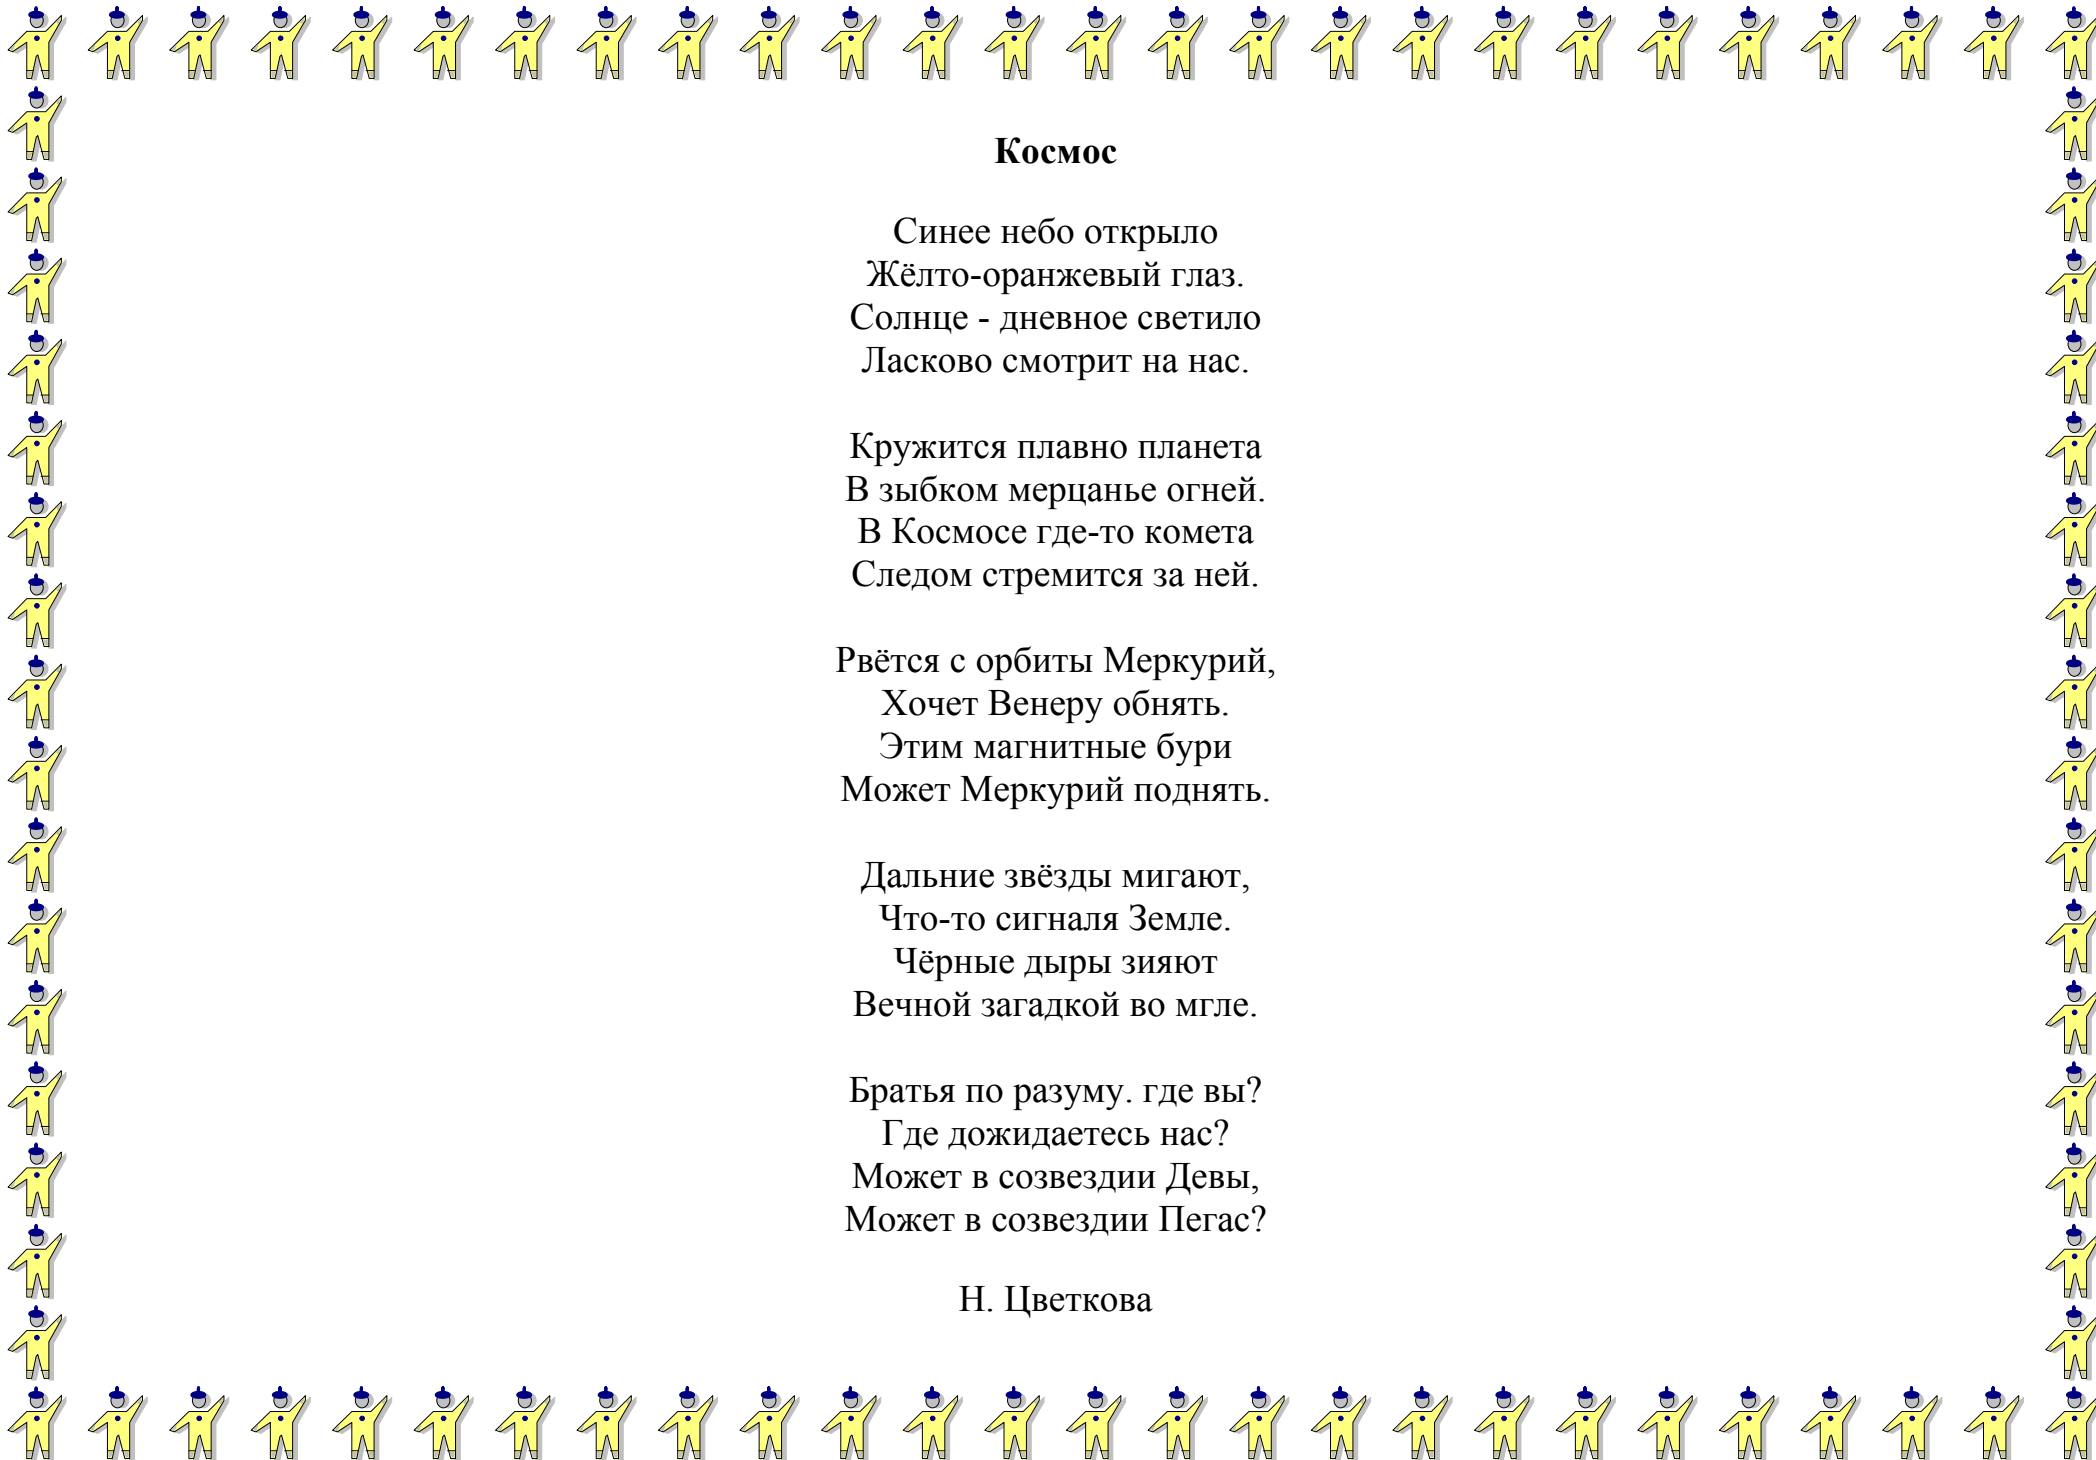 Космос
Синее небо открыло
Жёлто-оранжевый глаз.
Солнце - дневное светило
Ласково смотрит на нас.
Кружится плавно планета
В зыбком мерцанье огней.
В Космосе где-то комета
Следом стремится за ней.
Рвётся с орбиты Меркурий,
Хочет Венеру обнять.
Этим магнитные бури
Может Меркурий поднять.
Дальние звёзды мигают,
Что-то сигналя Земле.
Чёрные дыры зияют
Вечной загадкой во мгле.
Братья по разуму. где вы?
Где дожидаетесь нас?
Может в созвездии Девы,
Может в созвездии Пегас?
Н. Цветкова